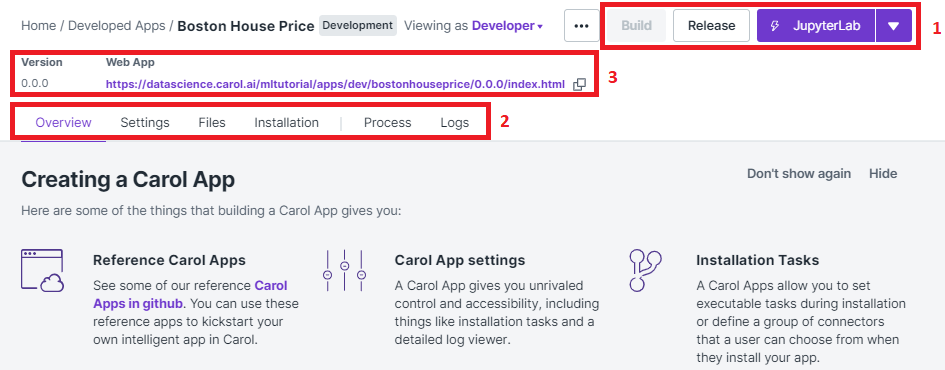 Home / Developed Apps / Boston House Price Development Viewing as Developer ... Build Release JupyterLab 1
Version Web App
0.0.0 https://datascience.carol.ai/mltutorial/apps/dev/bostonhouseprice/0.0.0/index.html 3
Overview Settings Files Installation | Process Logs 2
Creating a Carol App Don't show again Hide
Here are some of the things that building a Carol App gives you:
Reference Carol Apps
See some of our reference Carol
Apps in github. You can use these
reference apps to kickstart your
own intelligent app in Carol.
Carol App settings
A Carol App gives you unrivaled
control and accessibility, including
things like installation tasks and a
detailed log viewer.
Installation Tasks
A Carol Apps allow you to set
executable tasks during installation
or define a group of connectors
that a user can choose from when
they install your app.